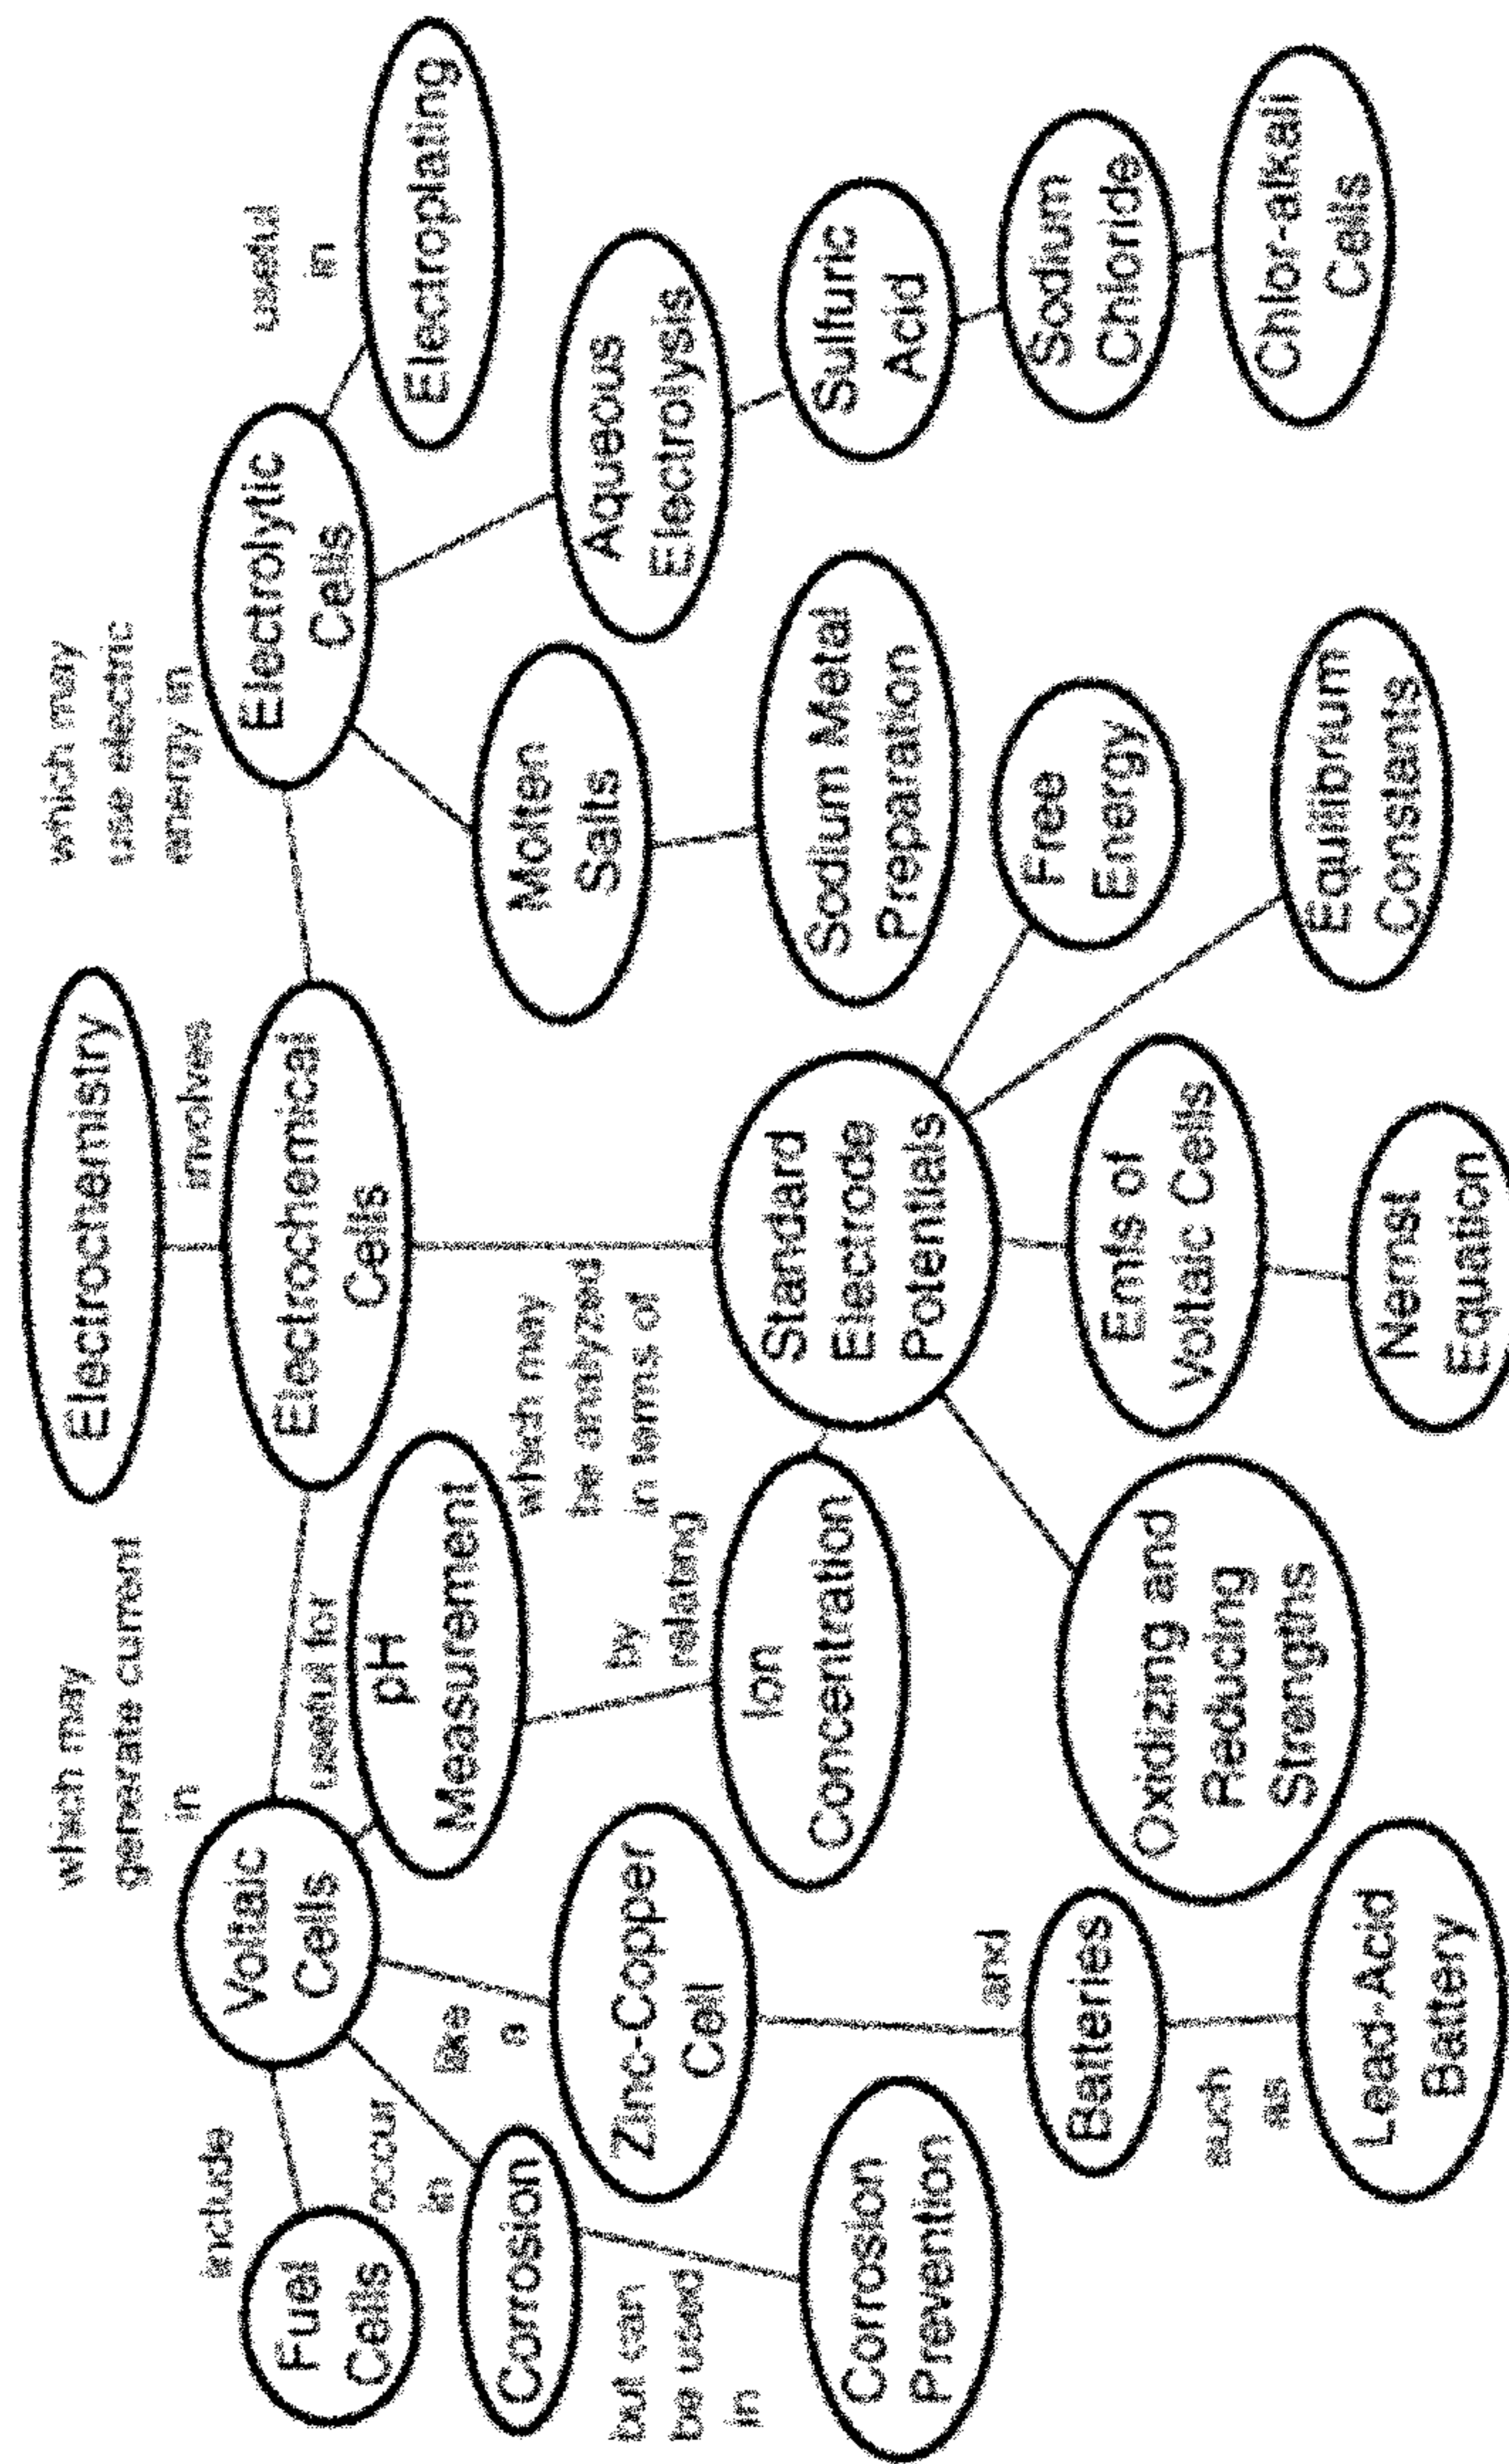 Electrochemistry
involves
Electrochemical
Cells
which may
generate current
in
which may
use electric
energy in
Voltaic
Cells
Electrolytic
Cells
include
Fuel
Cells
occur
in
Corrosion
but can
be used
in
Corrosion
Prevention
like
a
Zinc-Copper
Cell
and
Batteries
such
as
Lead-Acid
Battery
useful for
pH
Measurement
by
relating
Ion
Concentration
which may
be analyzed
in terms of
Standard
Electrode
Potentials
Oxidizing and
Reducing
Strengths
Emfs of
Voltaic Cells
Nernst
Equation
Free
Energy
Equilibrium
Constants
Molten
Salts
Sodium Metal
Preparation
Aqueous
Electrolysis
Sulfuric
Acid
Sodium
Chloride
Chlor-alkali
Cells
useful
in
Electroplating